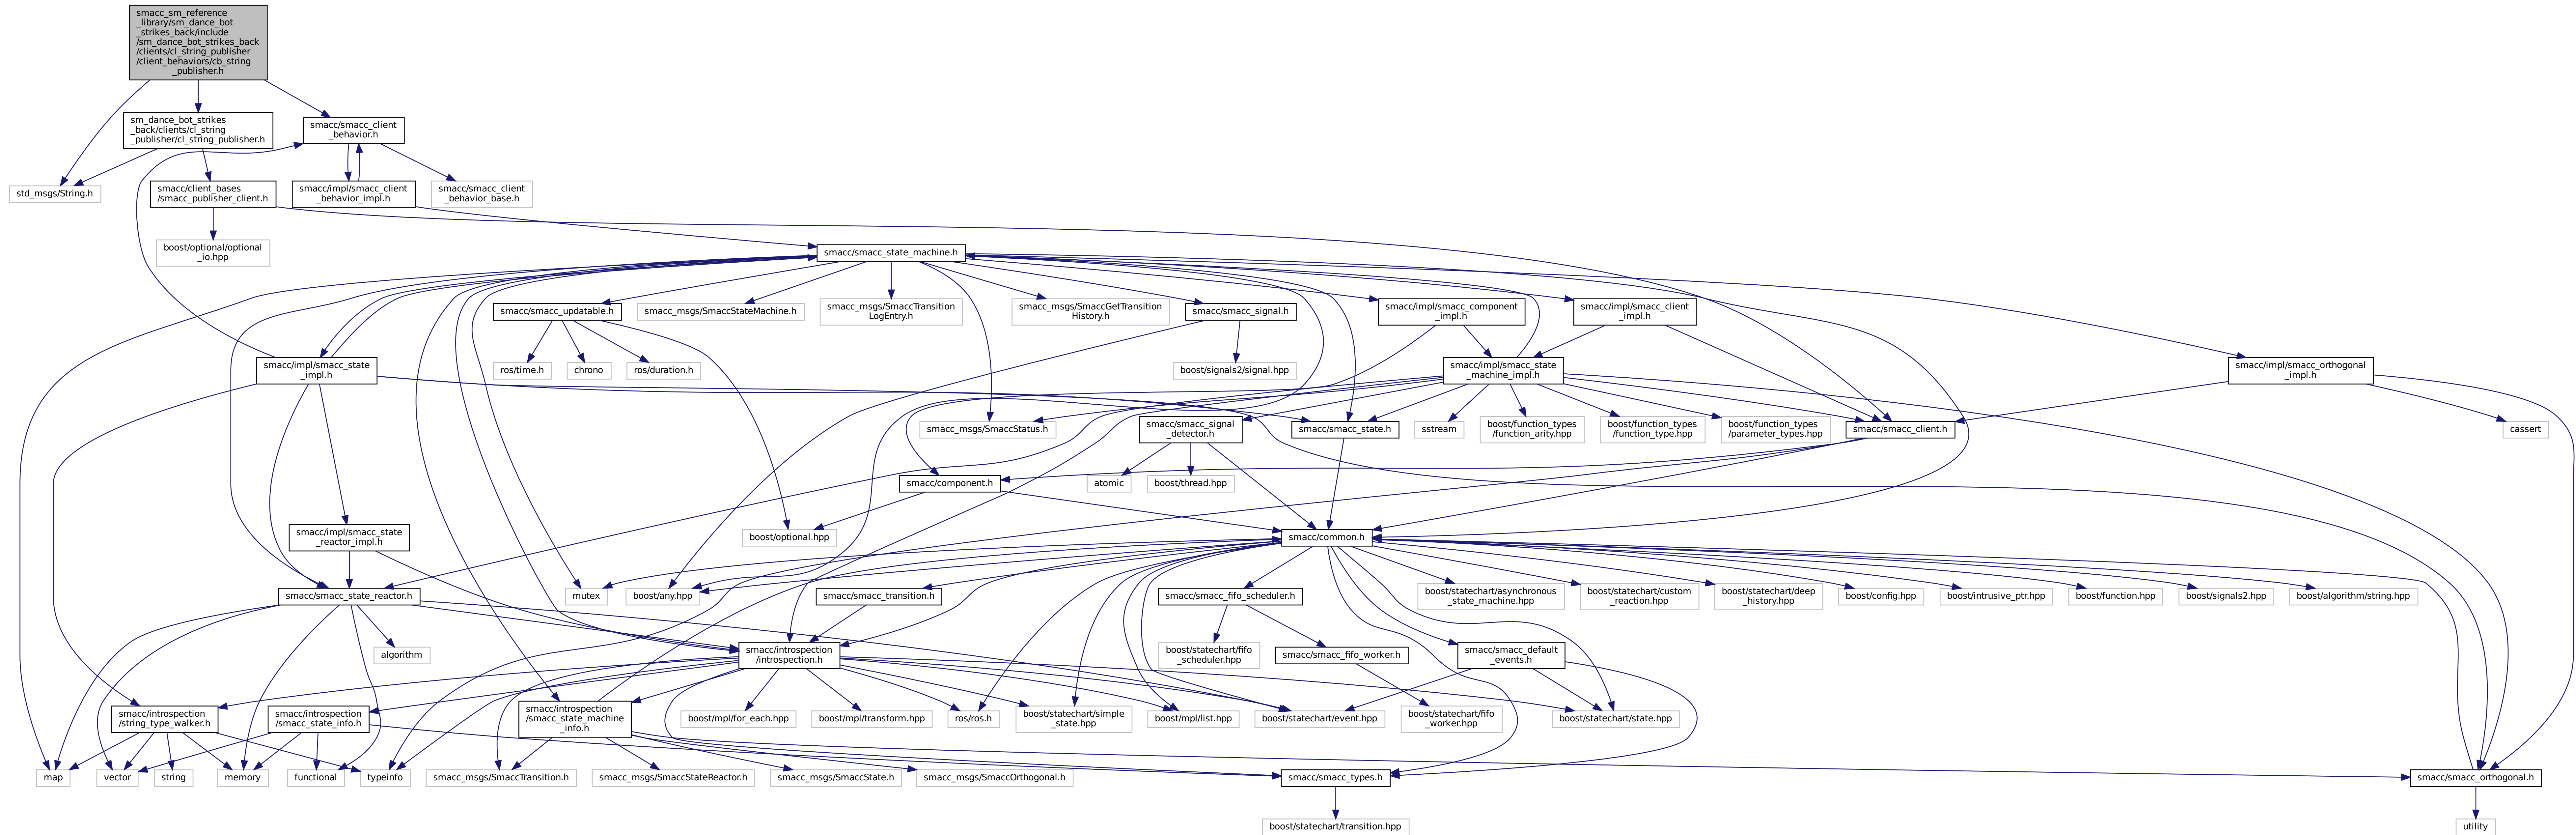 smacc_sm_reference
_library/sm_dance_bot
_strikes_back/include
/sm_dance_bot_strikes_back
/clients/cl_string_publisher
/client_behaviors/cb_string
_publisher.h
sm_dance_bot_strikes
_back/clients/cl_string
_publisher/cl_string_publisher.h
smacc/smacc_client
_behavior.h
std_msgs/String.h
smacc/client_bases
/smacc_publisher_client.h
smacc/impl/smacc_client
_behavior_impl.h
smacc/smacc_client
_behavior_base.h
boost/optional/optional
_io.hpp
smacc/smacc_state_machine.h
smacc/smacc_updatable.h
smacc_msgs/SmaccStateMachine.h
smacc_msgs/SmaccTransition
LogEntry.h
smacc_msgs/SmaccGetTransition
History.h
smacc/smacc_signal.h
smacc/impl/smacc_component
_impl.h
smacc/impl/smacc_client
_impl.h
smacc/impl/smacc_state
_impl.h
ros/time.h
chrono
ros/duration.h
boost/signals2/signal.hpp
smacc/impl/smacc_state
_machine_impl.h
smacc/impl/smacc_orthogonal
_impl.h
smacc_msgs/SmaccStatus.h
smacc/smacc_signal
_detector.h
smacc/smacc_state.h
sstream
boost/function_types
/function_arity.hpp
boost/function_types
/function_type.hpp
boost/function_types
/parameter_types.hpp
smacc/smacc_client.h
cassert
smacc/component.h
atomic
boost/thread.hpp
smacc/impl/smacc_state
_reactor_impl.h
boost/optional.hpp
smacc/common.h
smacc/smacc_state_reactor.h
mutex
boost/any.hpp
smacc/smacc_transition.h
smacc/smacc_fifo_scheduler.h
boost/statechart/asynchronous
_state_machine.hpp
boost/statechart/custom
_reaction.hpp
boost/statechart/deep
_history.hpp
boost/config.hpp
boost/intrusive_ptr.hpp
boost/function.hpp
boost/signals2.hpp
boost/algorithm/string.hpp
algorithm
smacc/introspection
/introspection.h
boost/statechart/fifo
_scheduler.hpp
smacc/smacc_fifo_worker.h
smacc/smacc_default
_events.h
smacc/introspection
/string_type_walker.h
smacc/introspection
/smacc_state_info.h
smacc/introspection
/smacc_state_machine
_info.h
boost/mpl/for_each.hpp
boost/mpl/transform.hpp
ros/ros.h
boost/statechart/simple
_state.hpp
boost/mpl/list.hpp
boost/statechart/event.hpp
boost/statechart/fifo
_worker.hpp
boost/statechart/state.hpp
map
vector
string
memory
functional
typeinfo
smacc_msgs/SmaccTransition.h
smacc_msgs/SmaccStateReactor.h
smacc_msgs/SmaccState.h
smacc_msgs/SmaccOrthogonal.h
smacc/smacc_types.h
smacc/smacc_orthogonal.h
boost/statechart/transition.hpp
utility